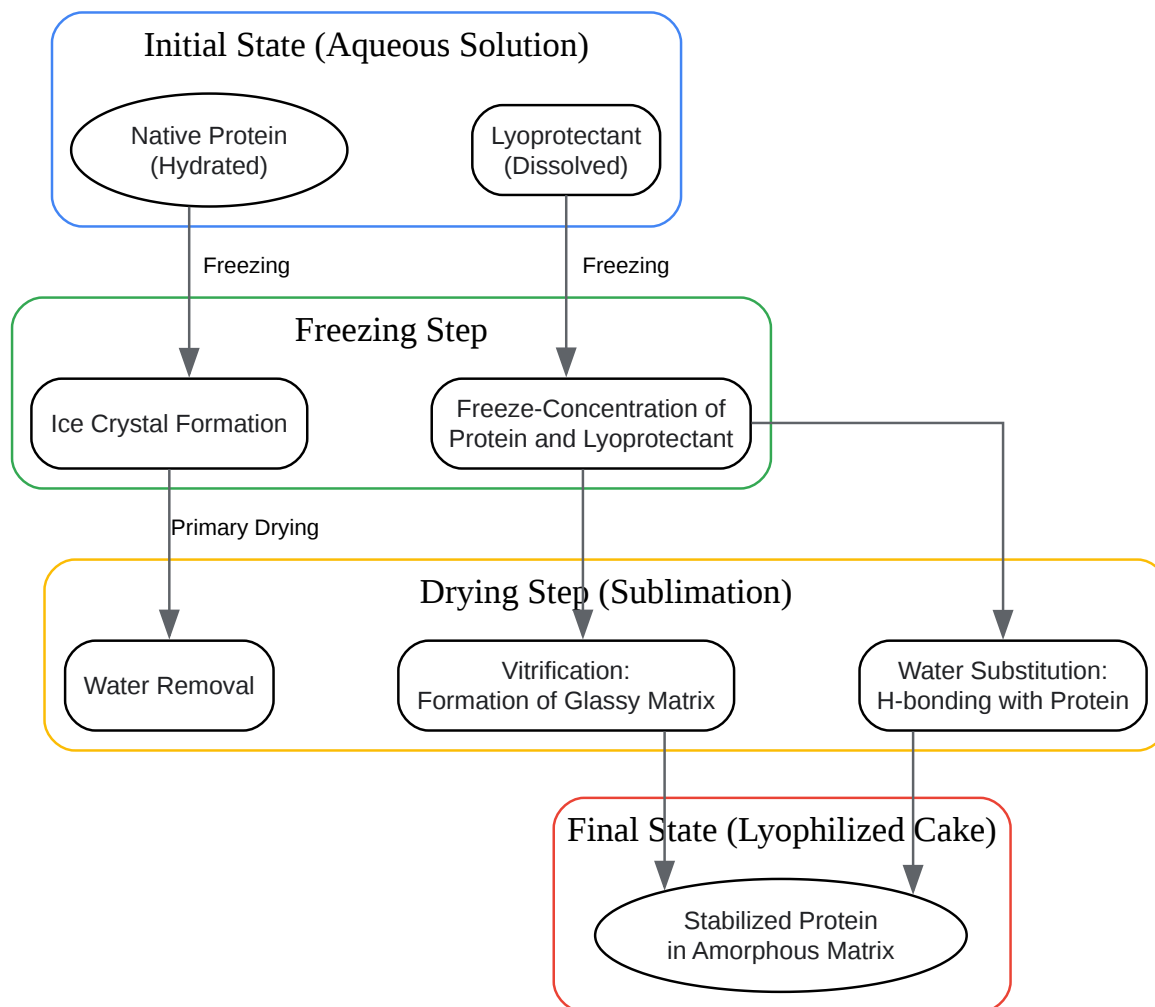 Initial State (Aqueous Solution)
Native Protein
(Hydrated)
Lyoprotectant
(Dissolved)
Freezing
Freezing
Freezing Step
Ice Crystal Formation
Freeze-Concentration of
Protein and Lyoprotectant
Primary Drying
Drying Step (Sublimation)
Water Removal
Vitrification:
Formation of Glassy Matrix
Water Substitution:
H-bonding with Protein
Final State (Lyophilized Cake)
Stabilized Protein
in Amorphous Matrix